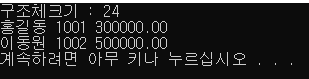 구조체크기 : 24
홍길동 1001 300000.00
이동원 1002 500000.00
계속하려면 아무 키나 누르십시오 . . .